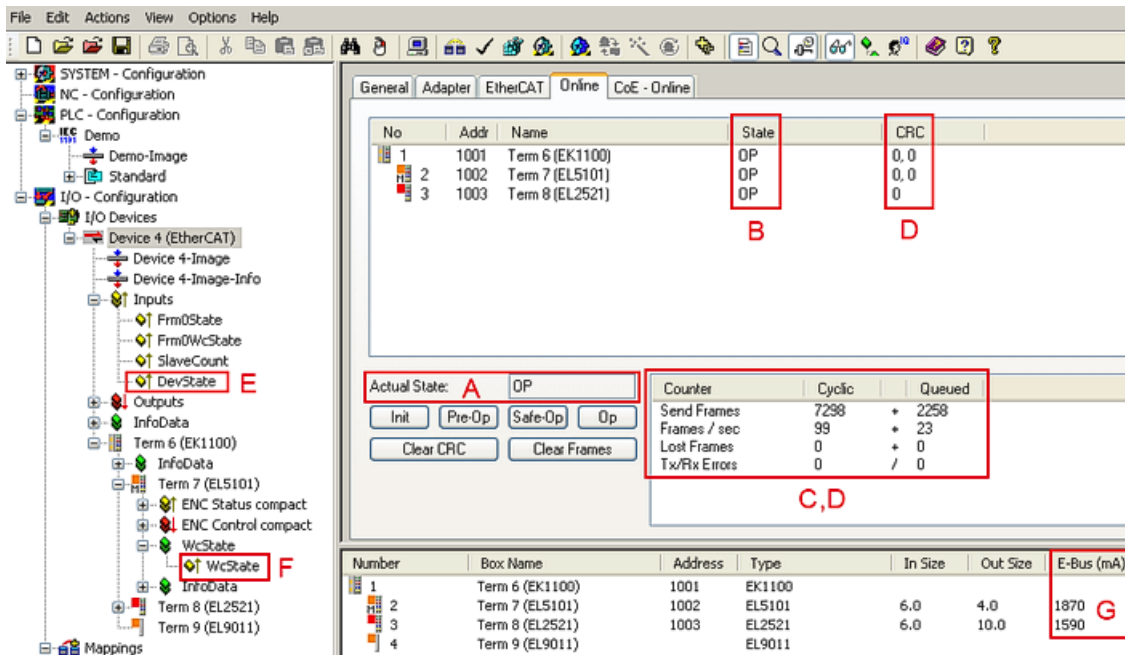 File Edit Actions View Options Help
SYSTEM - Configuration
NC - Configuration
PLC - Configuration
Demo
Demo-Image
Standard
I/O - Configuration
I/O Devices
Device 4 (EtherCAT)
Device 4-Image
Device 4-Image-Info
Inputs
Frm0State
Frm0WcState
SlaveCount
DevState E
Outputs
InfoData
Term 6 (EK1100)
InfoData
Term 7 (EL5101)
ENC Status compact
ENC Control compact
WcState
WcState F
InfoData
Term 8 (EL2521)
Term 9 (EL9011)
Mappings
General Adapter EtherCAT Online CoE - Online
No Addr Name State CRC
1 1001 Term 6 (EK1100) OP 0, 0
2 1002 Term 7 (EL5101) OP 0, 0
3 1003 Term 8 (EL2521) OP 0
B D
Actual State: A OP
Init Pre-Op Safe-Op Op
Clear CRC Clear Frames
Counter Cyclic Queued
Send Frames 7298 + 2258
Frames / sec 99 + 23
Lost Frames 0 + 0
Tx/Rx Errors 0 / 0
C,D
Number Box Name Address Type In Size Out Size E-Bus (mA)
1 Term 6 (EK1100) 1001 EK1100
2 Term 7 (EL5101) 1002 EL5101 6.0 4.0 1870
3 Term 8 (EL2521) 1003 EL2521 6.0 10.0 1590
G
4 Term 9 (EL9011) EL9011